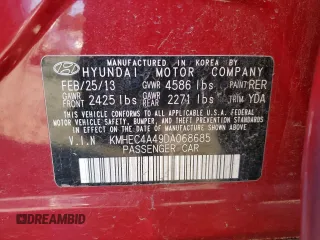 MANUFACTURED IN KOREA BY
HYUNDAI MOTOR COMPANY
FEB/25/13 GVWR 4586 lbs PAINT RER
GAWR FRONT 2425 lbs GAWR REAR 2271 lbs TRIM YDA
THIS VEHICLE CONFORMS TO ALL APPLICABLE U.S.A. FEDERAL
MOTOR VEHICLE SAFETY, BUMPER, AND THEFT PREVENTION
STANDARDS IN EFFECT ON THE DATE OF MANUFACTURE SHOWN ABOVE.
V.I.N KMHEC4A49DA068685
PASSENGER CAR
DREAMBID